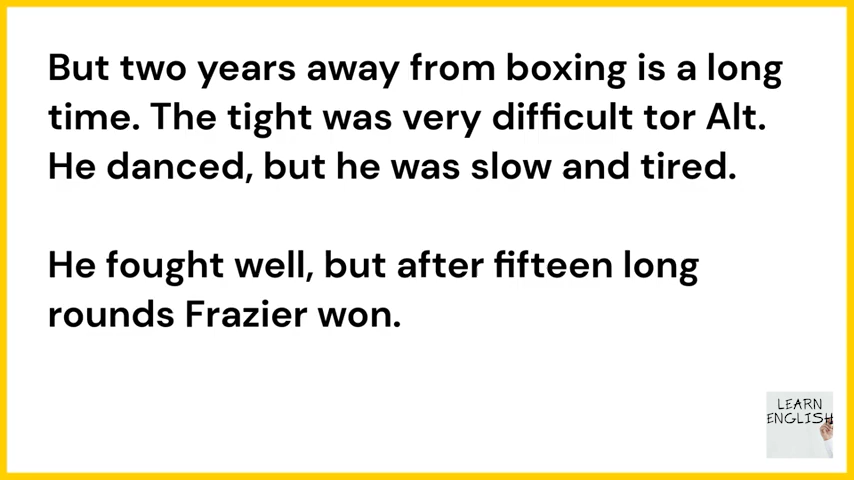 But two years away from boxing is a long
time. The tight was very difficult tor Alt.
He danced, but he was slow and tired.
He fought well, but after fifteen long
rounds Frazier won.
LEARN
ENGLISH